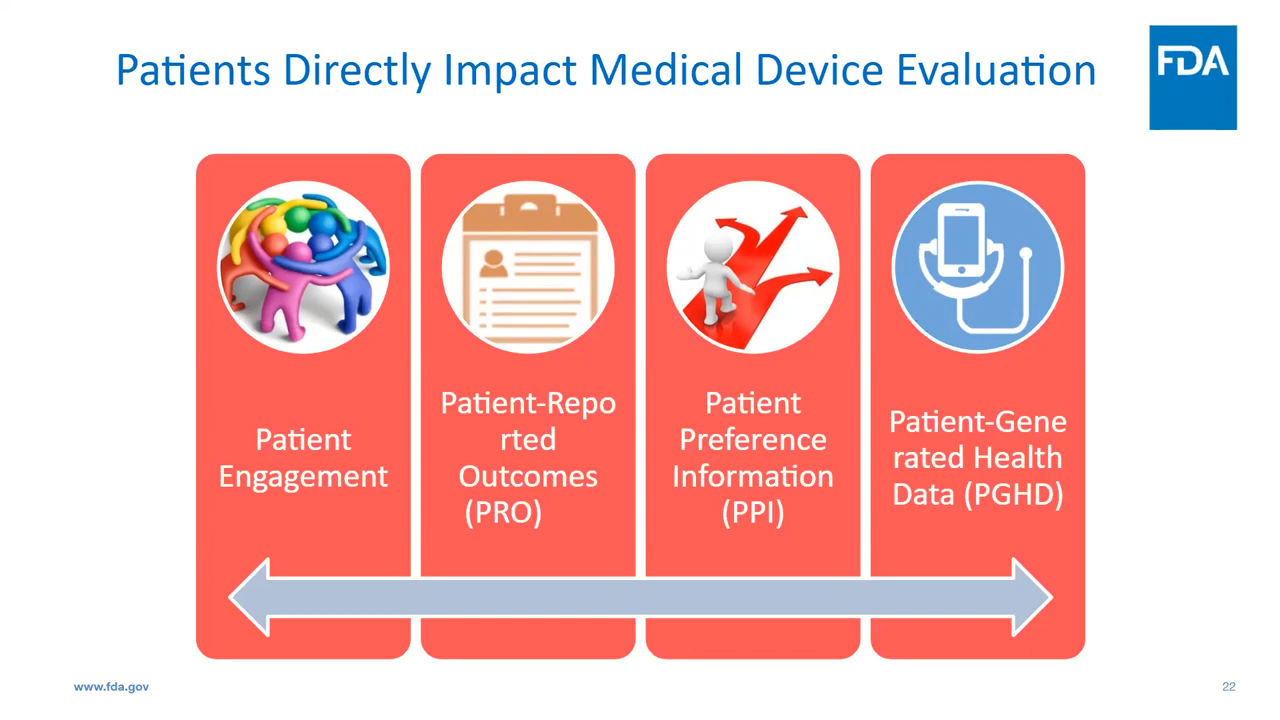 Patients Directly Impact Medical Device Evaluation
FDA
Patient
Engagement
Patient-Repo
rted
Outcomes
(PRO)
Patient
Preference
Information
(PPI)
Patient-Gene
rated Health
Data (PGHD)
www.fda.gov
22